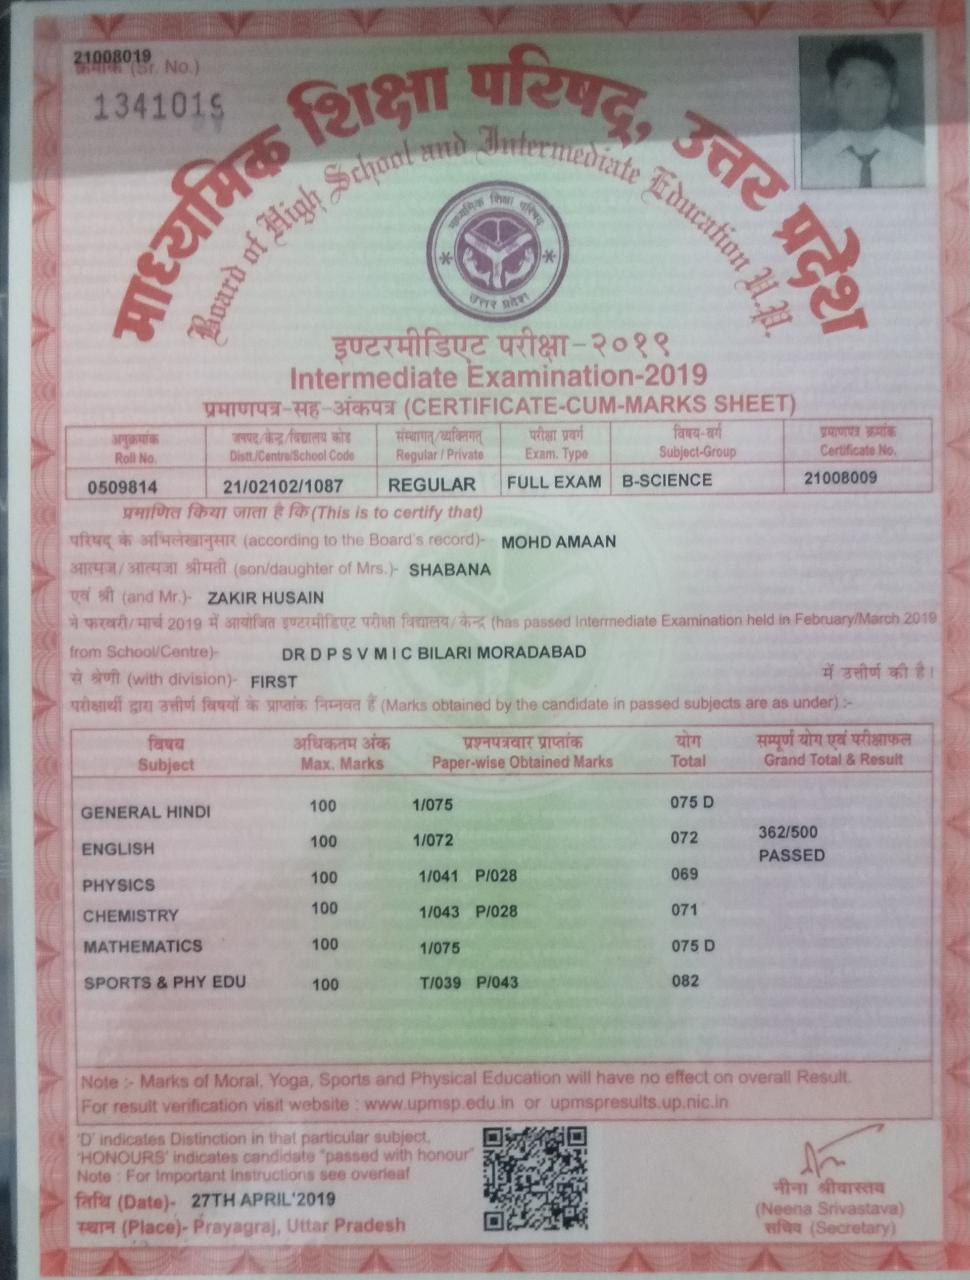 21008019
क्रमांक (Sr. No.)
माध्यमिक शिक्षा परिषद्, उत्तर प्रदेश
Board of High School and Intermediate Education U.P.
माध्यमिक शिक्षा परिषद्
उत्तर प्रदेश
इण्टरमीडिएट परीक्षा-२०१९
Intermediate Examination-2019
प्रमाणपत्र-सह-अंकपत्र (CERTIFICATE-CUM-MARKS SHEET)
अनुक्रमांक जनपद/केन्द्र/विद्यालय कोड संस्थागत/व्यक्तिगत परीक्षा प्रवर्ग विषय-वर्ग प्रमाणपत्र क्रमांक
Roll No. Distt./Centre/School Code Regular / Private Exam. Type Subject-Group Certificate No.
0509814 21/02102/1087 REGULAR FULL EXAM B-SCIENCE 21008009
प्रमाणित किया जाता है कि (This is to certify that)
परिषद् के अभिलेखानुसार (according to the Board's record)- MOHD AMAAN
आत्मज/आत्मजा श्रीमती (son/daughter of Mrs.)- SHABANA
एवं श्री (and Mr.)- ZAKIR HUSAIN
ने फरवरी/मार्च 2019 में आयोजित इण्टरमीडिएट परीक्षा विद्यालय/केन्द्र (has passed Intermediate Examination held in February/March 2019
from School/Centre)- DR D P S V M I C BILARI MORADABAD
से श्रेणी (with division)- FIRST में उत्तीर्ण की है।
परीक्षार्थी द्वारा उत्तीर्ण विषयों के प्राप्तांक निम्नवत हैं (Marks obtained by the candidate in passed subjects are as under) :-
विषय अधिकतम अंक प्रश्नपत्रवार प्राप्तांक योग सम्पूर्ण योग एवं परीक्षाफल
Subject Max. Marks Paper-wise Obtained Marks Total Grand Total & Result
GENERAL HINDI 100 1/075 075 D
ENGLISH 100 1/072 072 362/500
PASSED
PHYSICS 100 1/041 P/028 069
CHEMISTRY 100 1/043 P/028 071
MATHEMATICS 100 1/075 075 D
SPORTS & PHY EDU 100 T/039 P/043 082
Note :- Marks of Moral, Yoga, Sports and Physical Education will have no effect on overall Result.
For result verification visit website : www.upmsp.edu.in or upmspresults.up.nic.in
'D' indicates Distinction in that particular subject,
'HONOURS' indicates candidate "passed with honour"
Note : For Important Instructions see overleaf
तिथि (Date)- 27TH APRIL'2019
स्थान (Place)- Prayagraj, Uttar Pradesh
नीना श्रीवास्तव
(Neena Srivastava)
सचिव (Secretary)